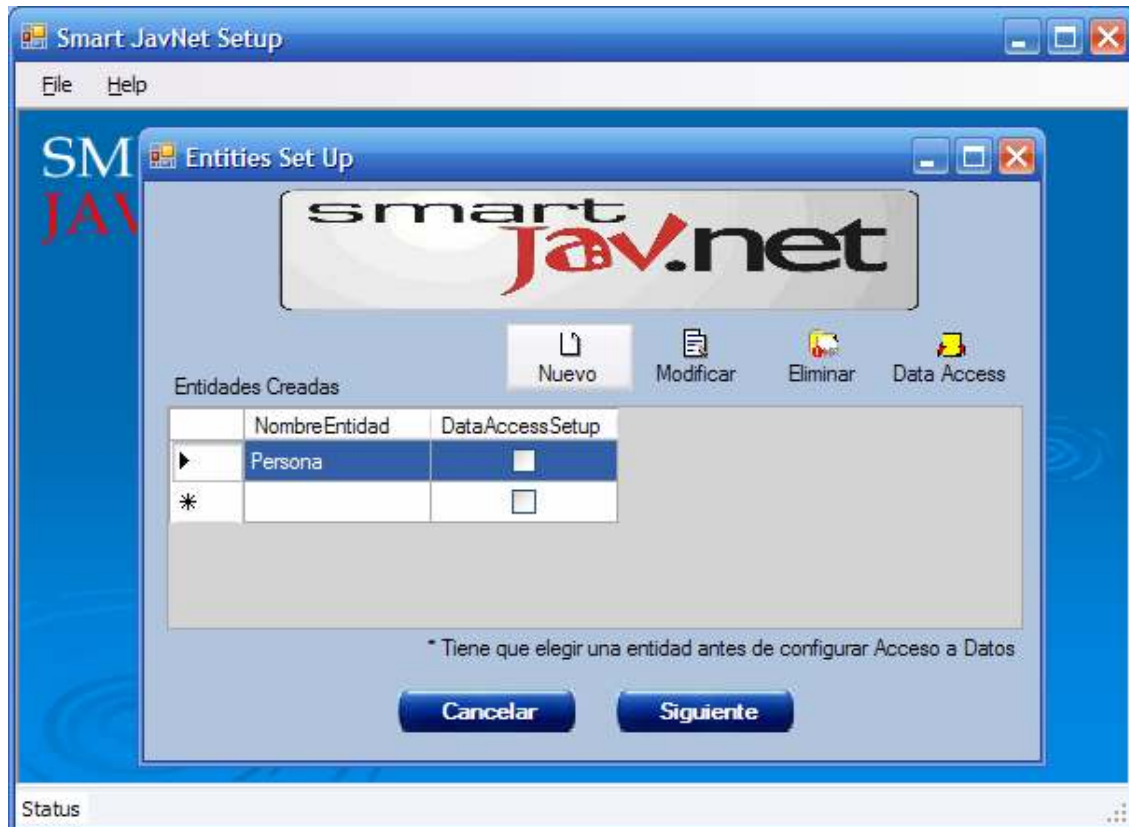 Smart JavNet Setup
File Help
SM
JAV
Entities Set Up
smart
jav.net
Nuevo Modificar Eliminar Data Access
Entidades Creadas
NombreEntidad DataAccessSetup
Persona
* Tiene que elegir una entidad antes de configurar Acceso a Datos
Cancelar Siguiente
Status